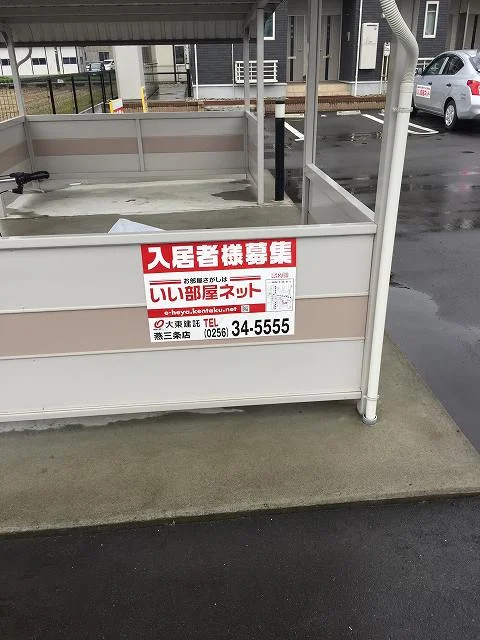 入居者様募集
お部屋さがしは
いい部屋ネット
e-heya.kentaku.net
大東建託
燕三条店
TEL
(0256) 34-5555